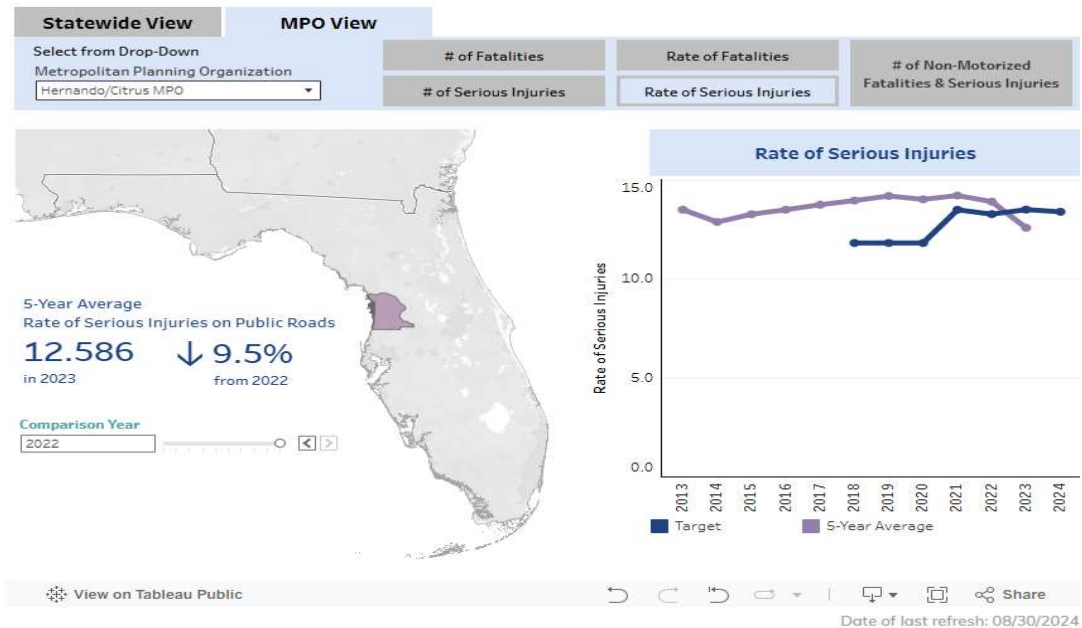 Statewide View
MPO View
Select from Drop-Down
Metropolitan Planning Organization
Hernando/Citrus MPO
# of Fatalities
Rate of Fatalities
# of Non-Motorized
Fatalities & Serious Injuries
# of Serious Injuries
Rate of Serious Injuries
5-Year Average
Rate of Serious Injuries on Public Roads
12.586
↓ 9.5%
in 2023
from 2022
Comparison Year
2022
Rate of Serious Injuries
Rate of Serious Injuries
15.0
10.0
5.0
0.0
2013
2014
2015
2016
2017
2018
2019
2020
2021
2022
2023
2024
Target
5-Year Average
View on Tableau Public
Share
Date of last refresh: 08/30/2024